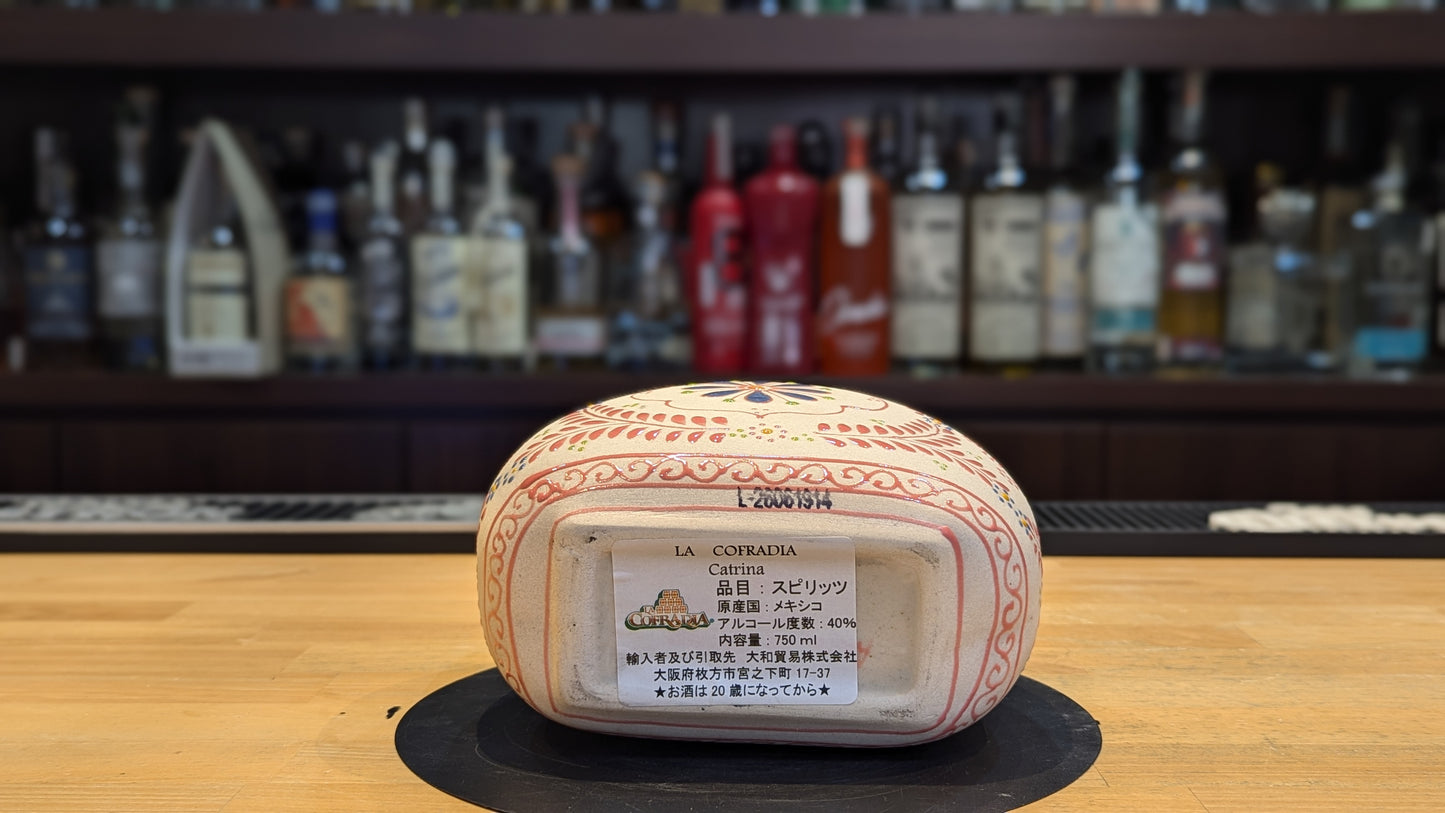 L-26061914
LA COFRADIA
Catrina
品目：スピリッツ
原産国：メキシコ
LA
COFRADIA
アルコール度数：40%
内容量：750 ml
輸入者及び引取先 大和貿易株式会社
大阪府枚方市宮之下町 17-37
★お酒は 20 歳になってから★